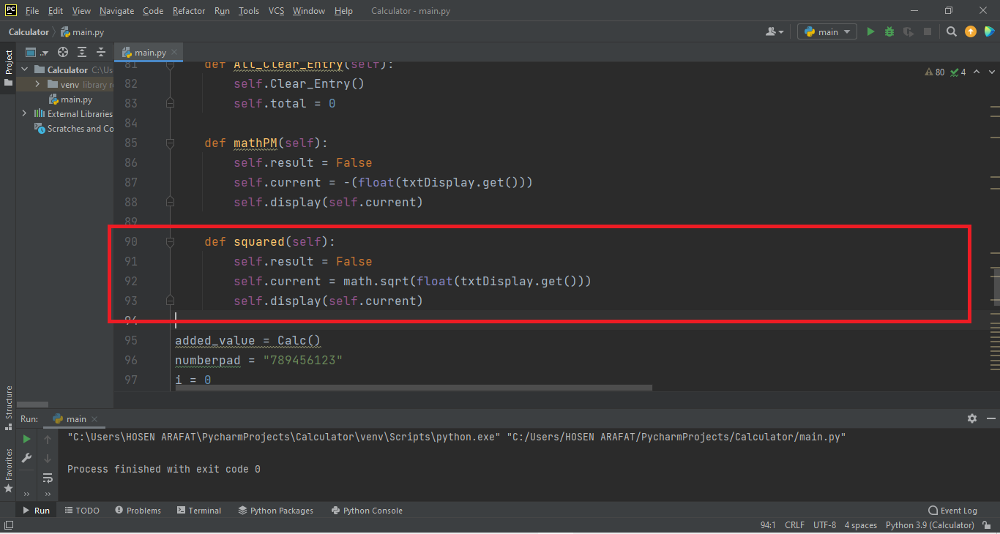 PC File Edit View Navigate Code Refactor Run Tools VCS Window Help Calculator - main.py
Calculator main.py main
Project .. main.py
Calculator C:\Us
venv library r
main.py
External Libraries
Scratches and Co
80 4
81 def All_Clear_Entry(self):
82 self.Clear_Entry()
83 self.total = 0
84
85 def mathPM(self):
86 self.result = False
87 self.current = -(float(txtDisplay.get()))
88 self.display(self.current)
89
90 def squared(self):
91 self.result = False
92 self.current = math.sqrt(float(txtDisplay.get()))
93 self.display(self.current)
94
95 added_value = Calc()
96 numberpad = "789456123"
97 i = 0
Structure
Favorites
Run: main
"C:\Users\HOSEN ARAFAT\PycharmProjects\Calculator\venv\Scripts\python.exe" "C:/Users/HOSEN ARAFAT/PycharmProjects/Calculator/main.py"
Process finished with exit code 0
Run TODO Problems Terminal Python Packages Python Console Event Log
94:1 CRLF UTF-8 4 spaces Python 3.9 (Calculator)